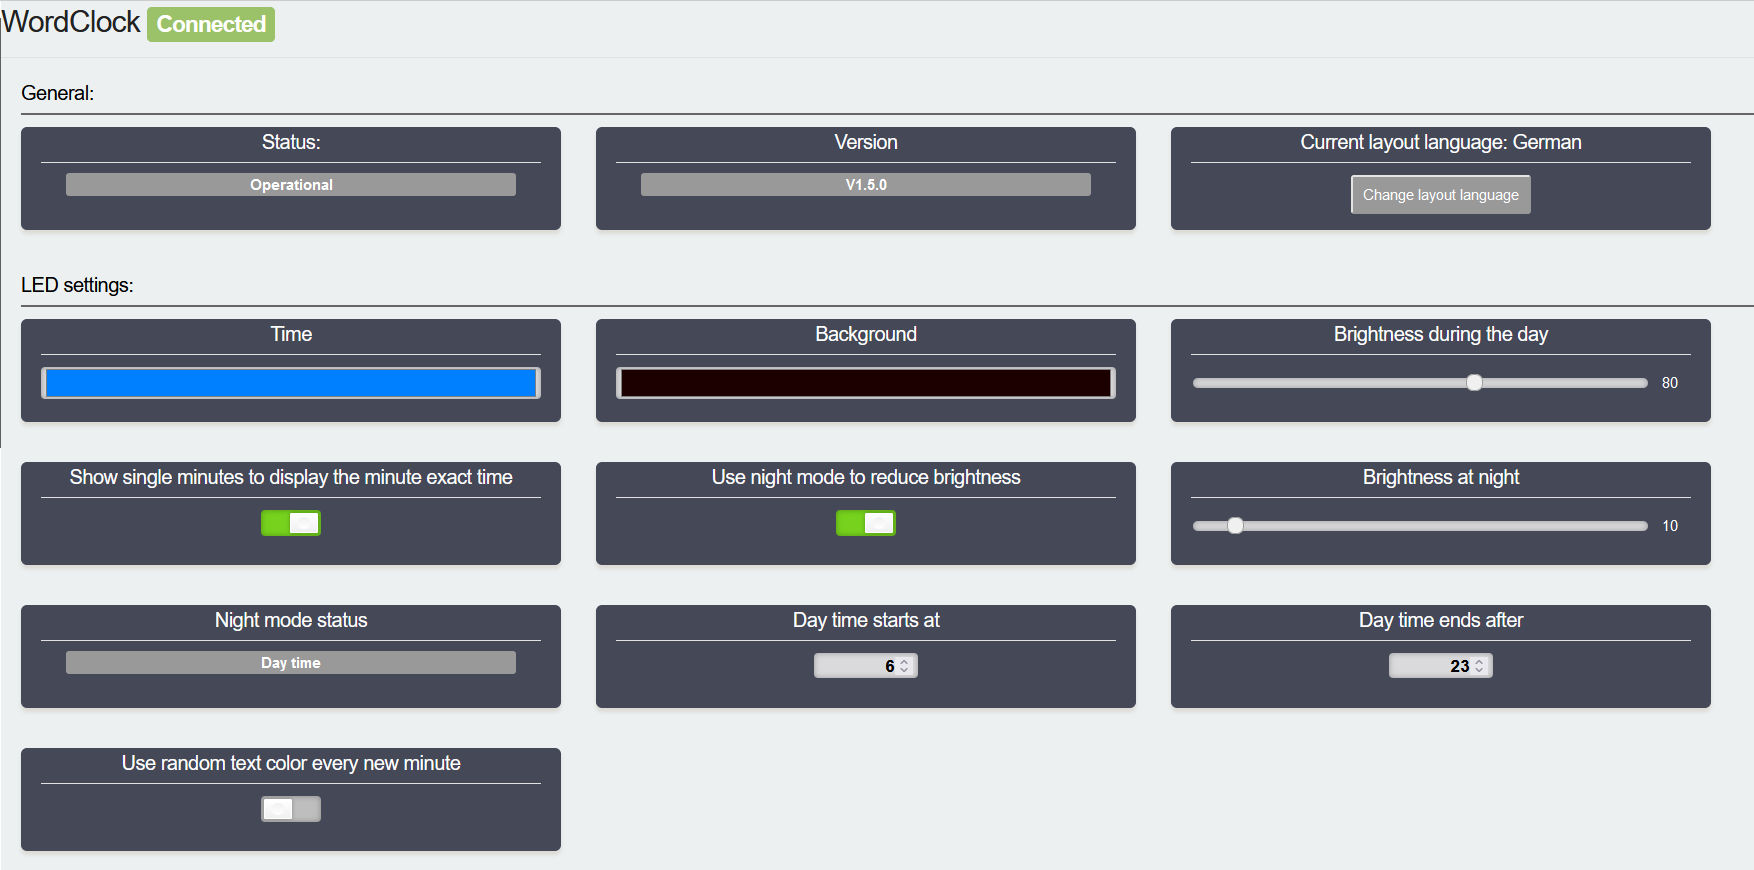 WordClock Connected
General:
Status:
Version
Current layout language: German
Operational
V1.5.0
Change layout language
LED settings:
Time
Background
Brightness during the day
80
Show single minutes to display the minute exact time
Use night mode to reduce brightness
Brightness at night
10
Night mode status
Day time starts at
Day time ends after
Day time
6
23
Use random text color every new minute